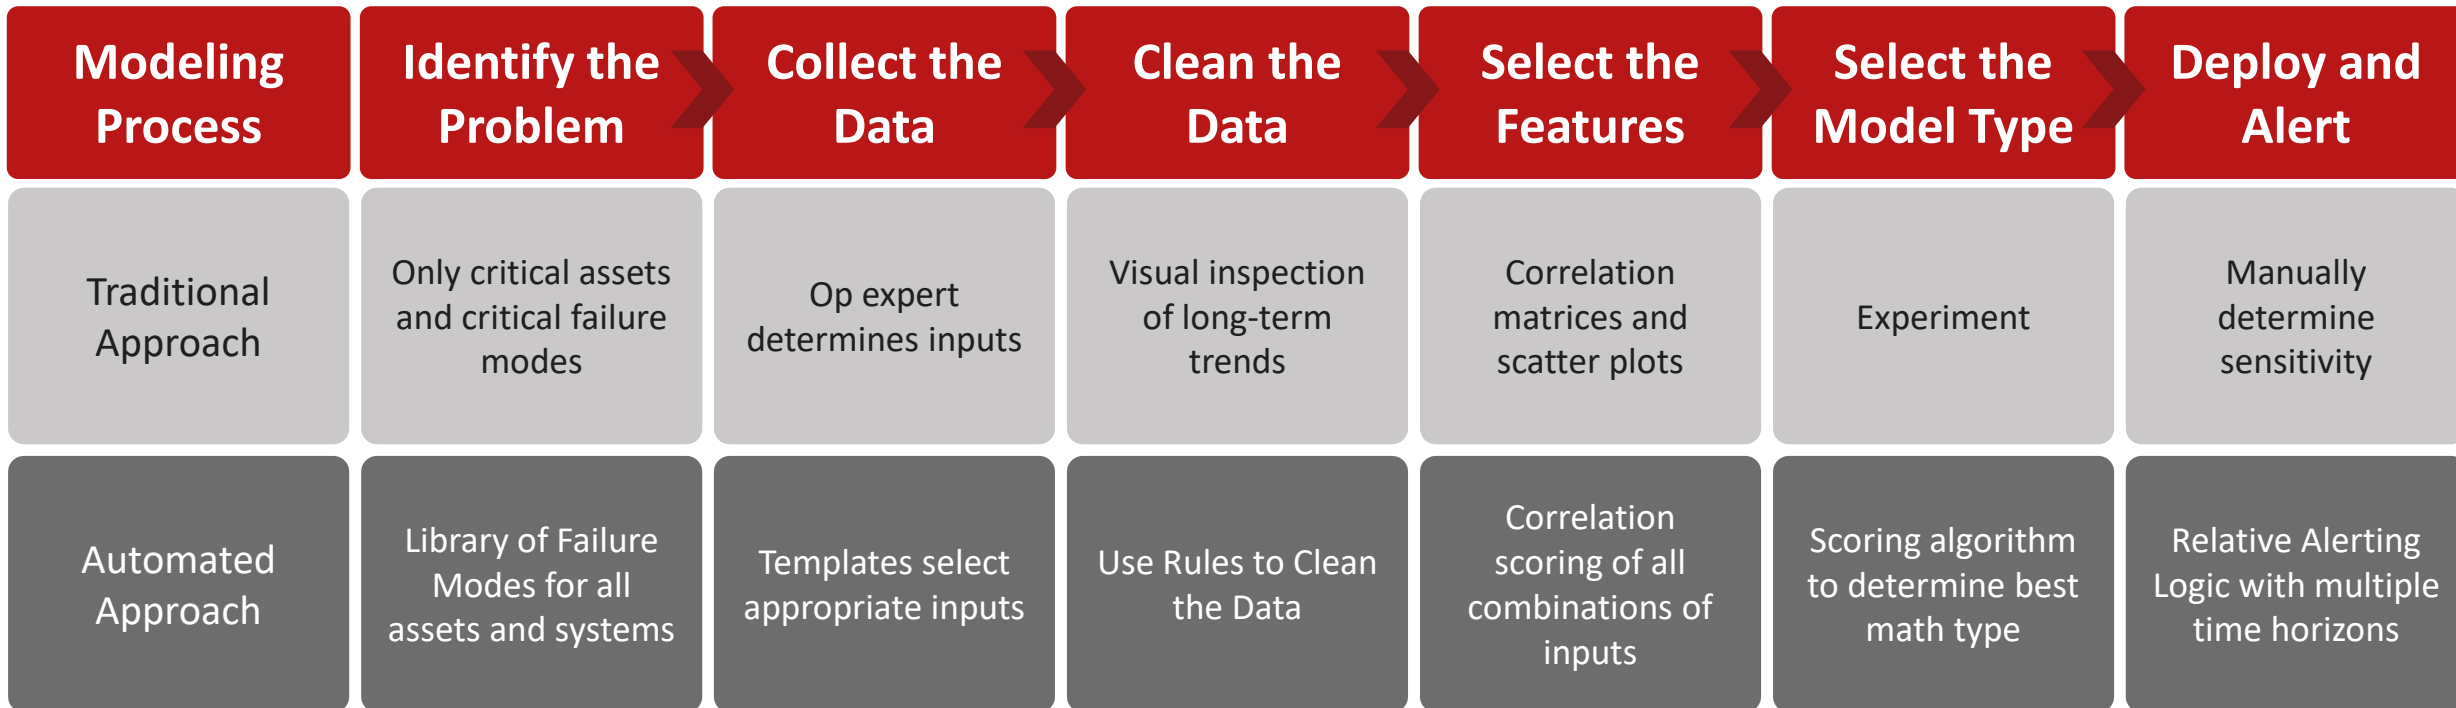 Modeling
Process
Identify the
Problem
Collect the
Data
Clean the
Data
Select the
Features
Select the
Model Type
Deploy and
Alert
Traditional
Approach
Only critical assets
and critical failure
modes
Op expert
determines inputs
Visual inspection
of long-term
trends
Correlation
matrices and
scatter plots
Experiment
Manually
determine
sensitivity
Automated
Approach
Library of Failure
Modes for all
assets and systems
Templates select
appropriate inputs
Use Rules to Clean
the Data
Correlation
scoring of all
combinations of
inputs
Scoring algorithm
to determine best
math type
Relative Alerting
Logic with multiple
time horizons